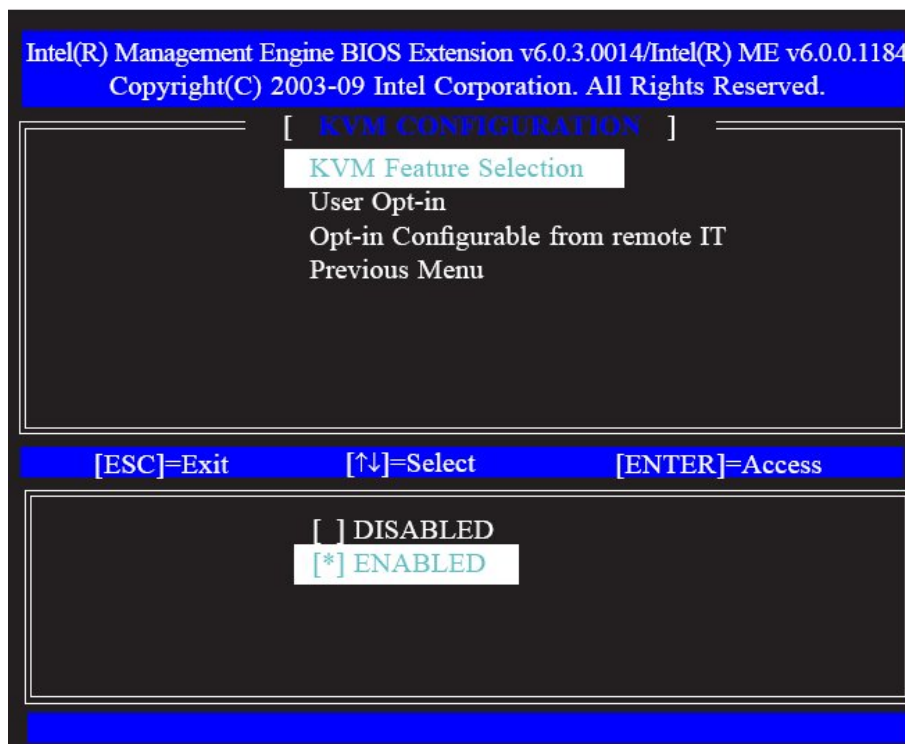 Intel(R) Management Engine BIOS Extension v6.0.3.0014/Intel(R) ME v6.0.0.1184
Copyright(C) 2003-09 Intel Corporation. All Rights Reserved.
[ KVM CONFIGURATION ]
KVM Feature Selection
User Opt-in
Opt-in Configurable from remote IT
Previous Menu
[ESC]=Exit [↑↓]=Select [ENTER]=Access
[ ] DISABLED
[*] ENABLED